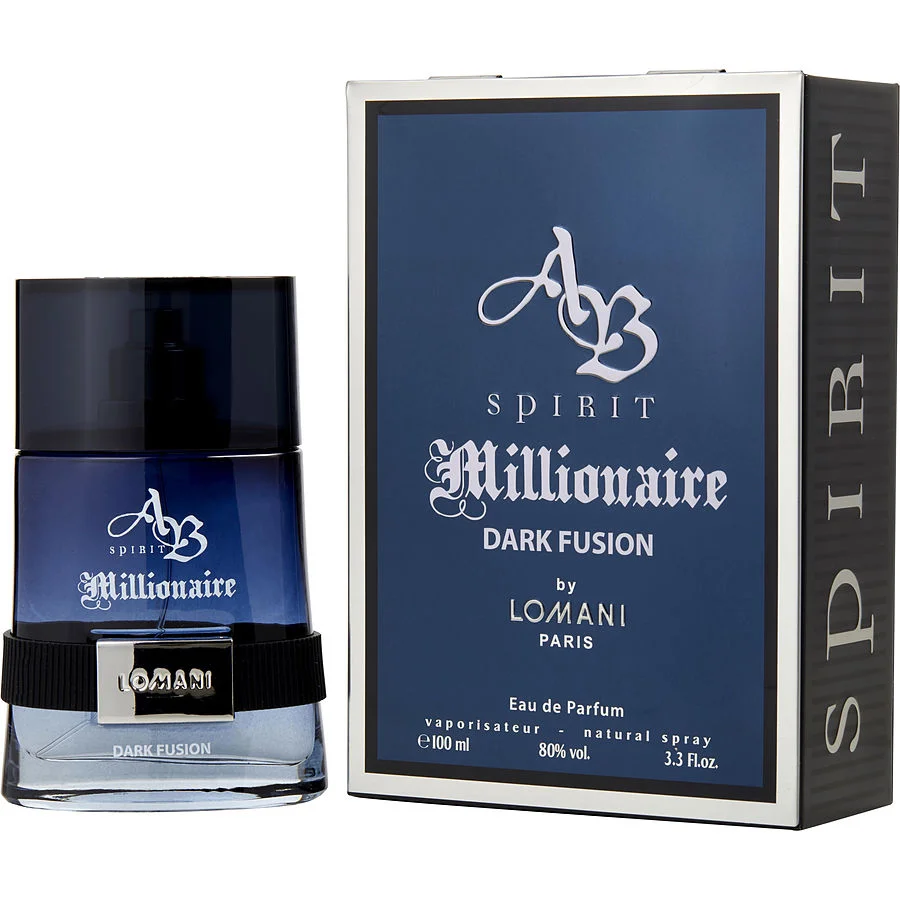 AB
SPIRIT
Millionaire
LOMANI
DARK FUSION
AB
SPIRIT
Millionaire
DARK FUSION
by
LOMANI
PARIS
Eau de Parfum
vaporisateur - natural spray
℮100 ml 80% vol. 3.3 Fl.oz.
SPIRIT